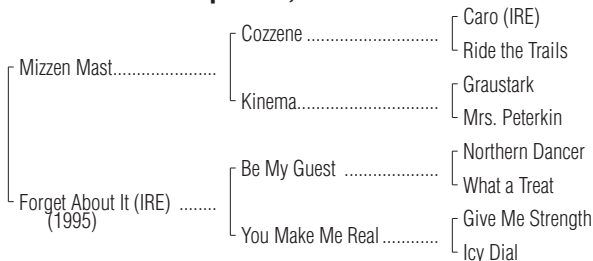 Cozzene ..............................
Caro (IRE)
Ride the Trails
Mizzen Mast.......................
Kinema................................
Graustark
Mrs. Peterkin
Be My Guest .....................
Northern Dancer
What a Treat
Forget About It (IRE) ........
(1995)
You Make Me Real ............
Give Me Strength
Icy Dial